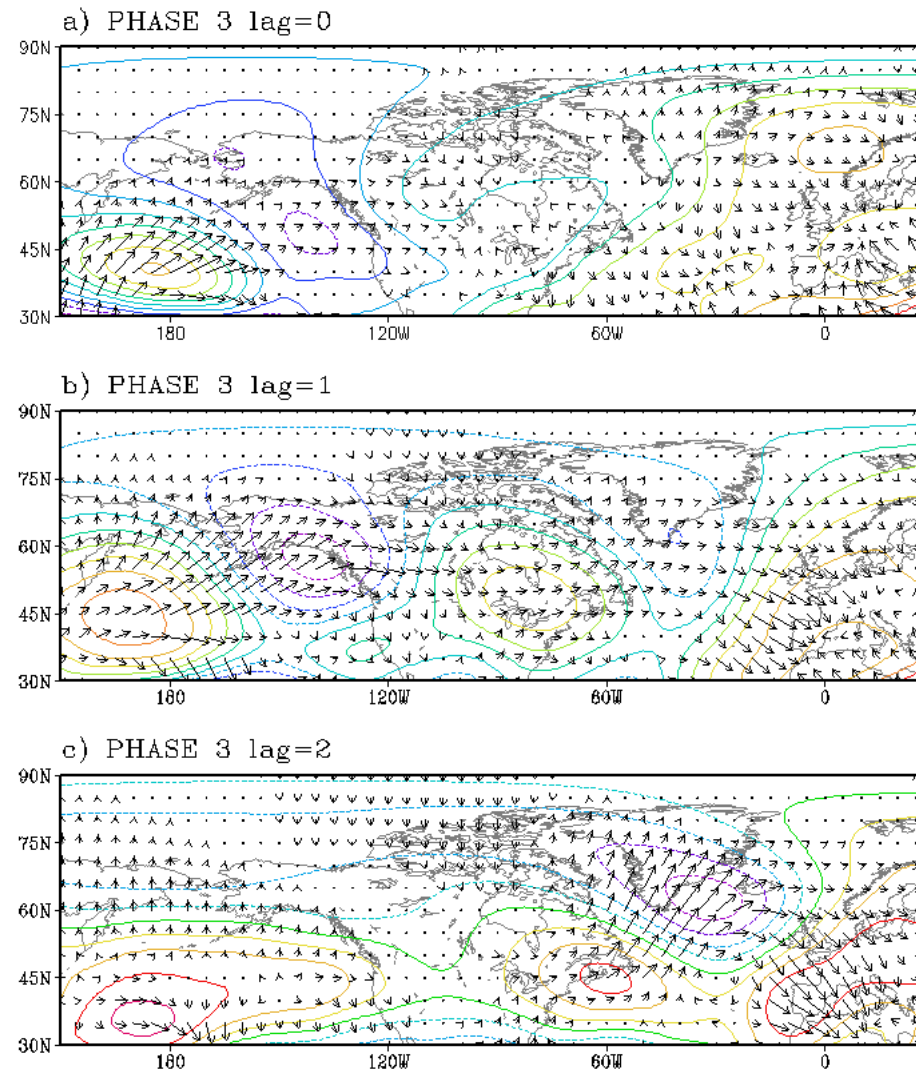 a) PHASE 3 lag=0
90N
75N
60N
45N
30N
180 120W 60W 0
b) PHASE 3 lag=1
90N
75N
60N
45N
30N
180 120W 60W 0
c) PHASE 3 lag=2
90N
75N
60N
45N
30N
180 120W 60W 0